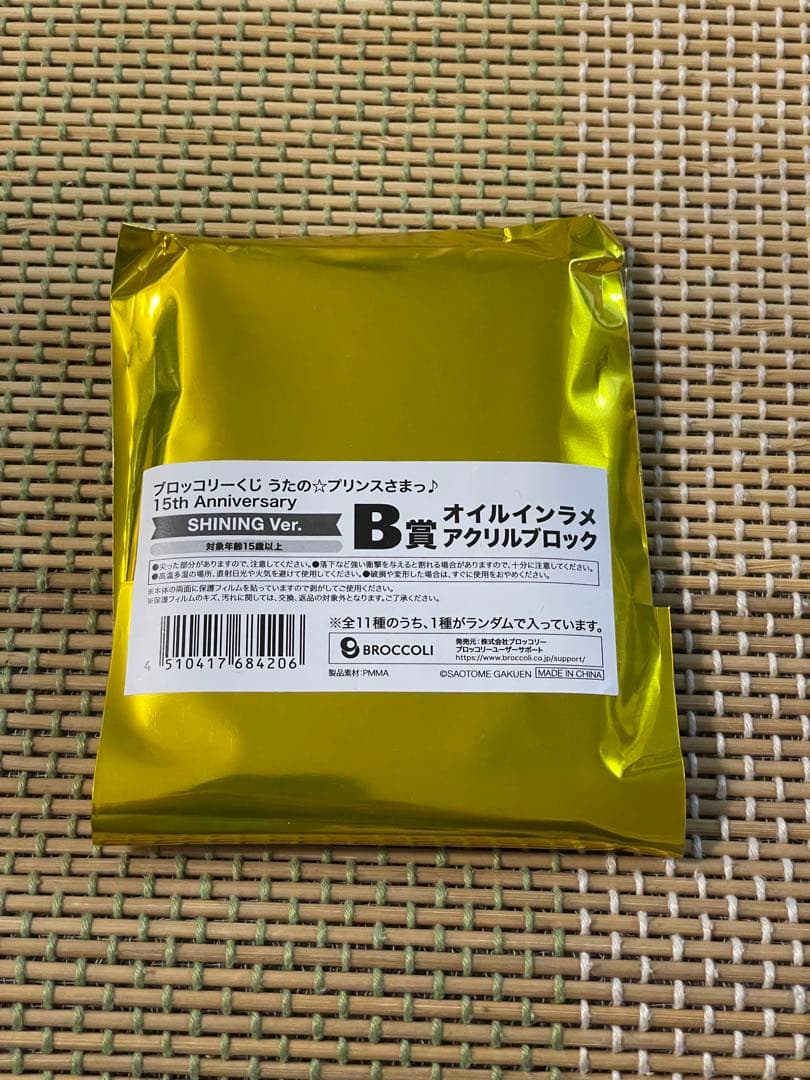 ブロッコリーくじ うたの☆プリンスさまっ♪
15th Anniversary
SHINING Ver.
対象年齢15歳以上
B賞
オイルインラメ
アクリルブロック
●尖った部分がありますので、注意してください。●落下など強い衝撃を与えると割れる場合がありますので、十分に注意してください。
●高温多湿の場所、直射日光や火気を避けて使用してください。●破損や変形した場合は、すぐに使用をおやめください。
※本体の両面に保護フィルムを貼っていますので剥がしてご使用ください。
※保護フィルムのキズ、汚れに関しては、交換、返品の対象外となります。ご了承ください。
※全11種のうち、1種がランダムで入っています。
4 510417 684206
BROCCOLI
発売元：株式会社ブロッコリー
ブロッコリーユーザーサポート
https://www.broccoli.co.jp/support/
製品素材：PMMA
©SAOTOME GAKUEN
MADE IN CHINA